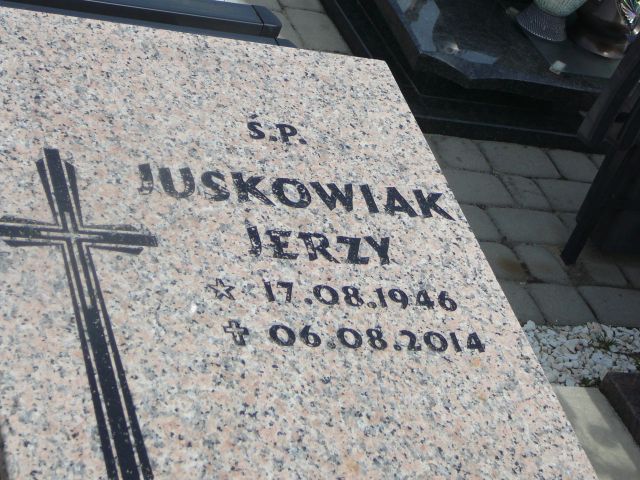 Ś.P.
JUSKOWIAK
JERZY
☆ 17.08.1946
✞ 06.08.2014